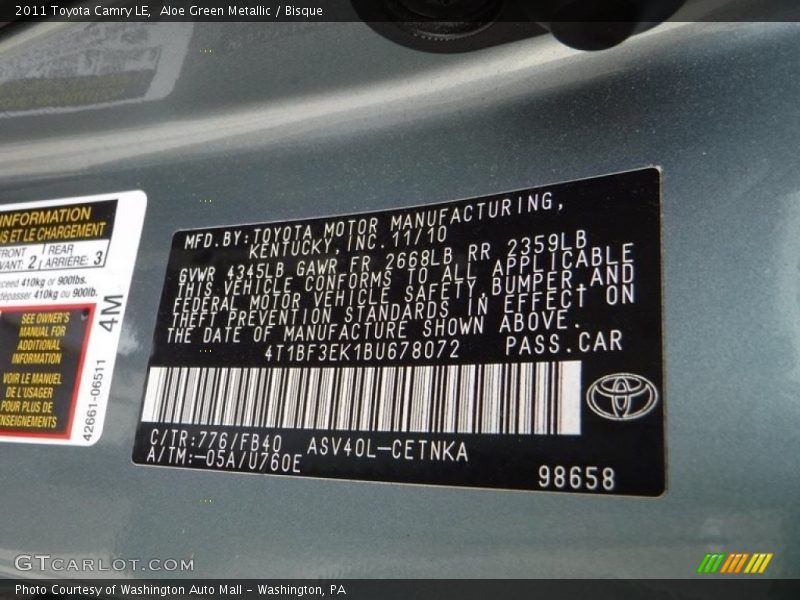 2011 Toyota Camry LE, Aloe Green Metallic / Bisque
INFORMATION
NS ET LE CHARGEMENT
FRONT
AVANT: 2
REAR
ARRIÈRE: 3
exceed 410kg or 900lbs.
dépasser 410kg ou 900lb.
SEE OWNER'S
MANUAL FOR
ADDITIONAL
INFORMATION
VOIR LE MANUEL
DE L'USAGER
POUR PLUS DE
RENSEIGNEMENTS
4M
42661-06511
MFD.BY:TOYOTA MOTOR MANUFACTURING,
KENTUCKY, INC. 11/10
GVWR 4345LB GAWR FR 2668LB RR 2359LB
THIS VEHICLE CONFORMS TO ALL APPLICABLE
FEDERAL MOTOR VEHICLE SAFETY, BUMPER, AND
THEFT PREVENTION STANDARDS IN EFFECT ON
THE DATE OF MANUFACTURE SHOWN ABOVE.
4T1BF3EK1BU678072 PASS.CAR
C/TR:776/FB40 ASV40L-CETNKA
A/TM:-05A/U760E
98658
GTCARLOT.COM
Photo Courtesy of Washington Auto Mall - Washington, PA